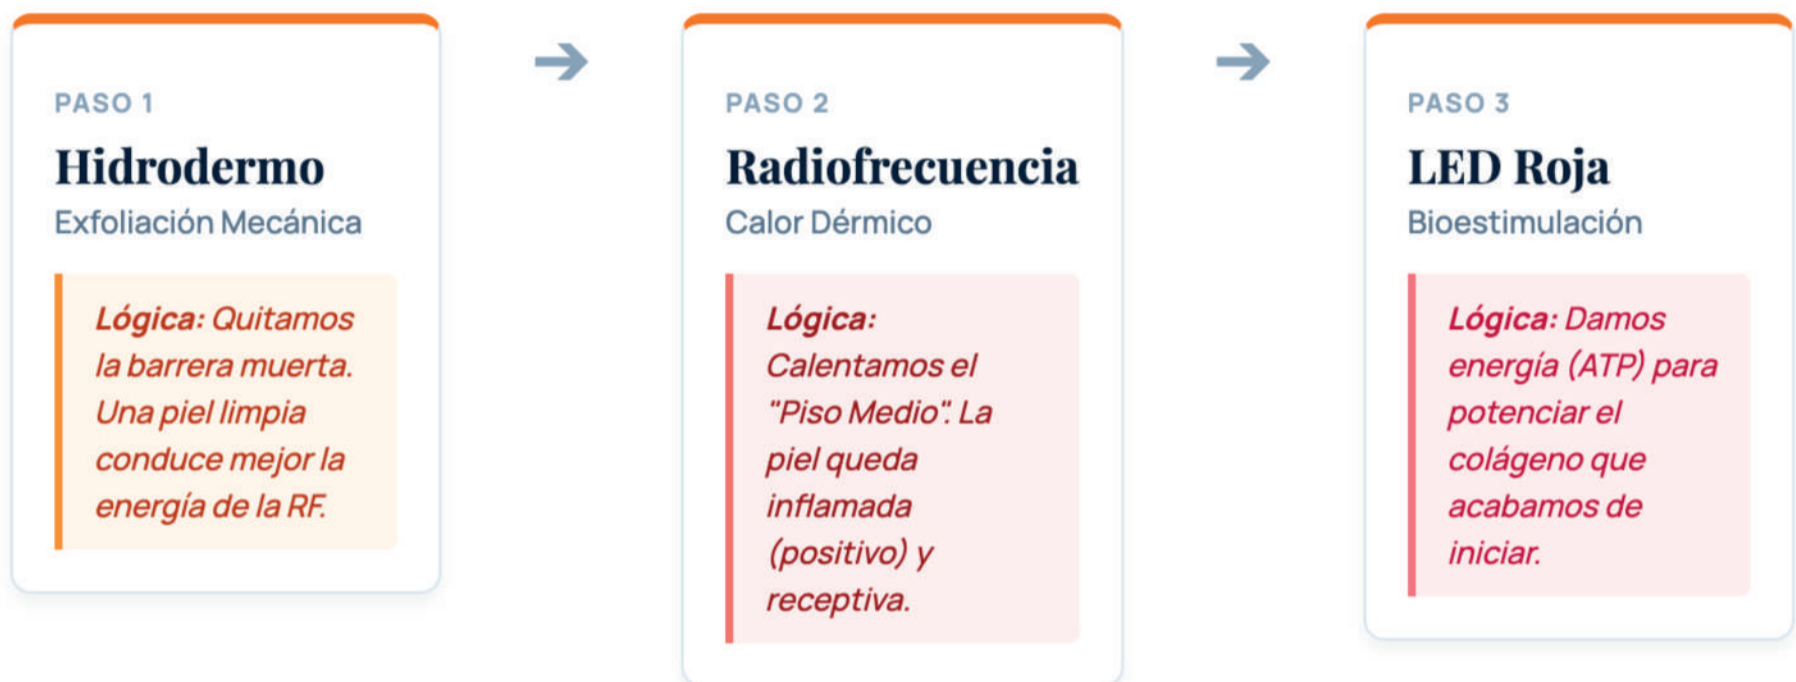 PASO 1
Hidrodermo
Exfoliación Mecánica
Lógica: Quitamos
la barrera muerta.
Una piel limpia
conduce mejor la
energía de la RF.
PASO 2
Radiofrecuencia
Calor Dérmico
Lógica:
Calentamos el
"Piso Medio". La
piel queda
inflamada
(positivo) y
receptiva.
PASO 3
LED Roja
Bioestimulación
Lógica: Damos
energía (ATP) para
potenciar el
colágeno que
acabamos de
iniciar.